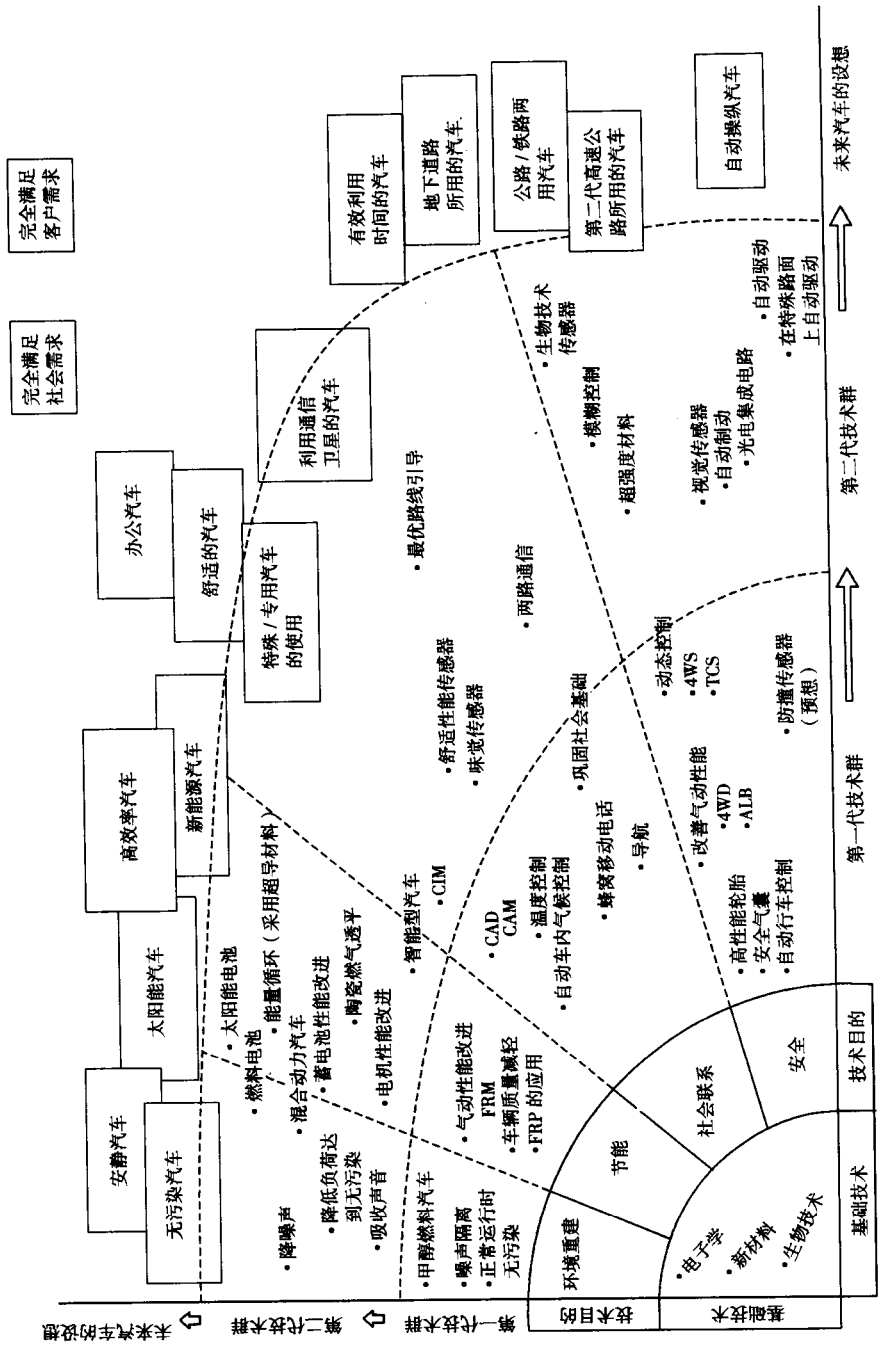 完全满足
客户需求
完全满足
社会需求
办公汽车
舒适的汽车
特殊/专用汽车
的使用
利用通信
卫星的汽车
有效利用
时间的汽车
地下道路
所用的汽车
公路/铁路两
用汽车
第二代高速公
路所用的汽车
自动操纵汽车
高效率汽车
新能源汽车
太阳能汽车
安静汽车
无污染汽车
•太阳能电池
•燃料电池
•能量循环(采用超导材料)
•混合动力汽车
•蓄电池性能改进
•陶瓷燃气透平
•电机性能改进
•降噪声
•降低负荷达
到无污染
•吸收声音
•智能型汽车
•CIM
•舒适性能传感器
•味觉传感器
•最优路线引导
•两路通信
•生物技术
传感器
•模糊控制
•超强度材料
•视觉传感器
•自动制动
•光电集成电路
•自动驱动
•在特殊路面
上自动驱动
•甲醇燃料汽车
•噪声隔离
•正常运行时
无污染
•气动性能改进
FRM
•车辆质量减轻
•FRP的应用
•CAD
CAM
•温度控制
•自动车内气候控制
•巩固社会基础
•蜂窝移动电话
•导航
•动态控制
•4WS
•TCS
•改善气动性能
•4WD
•ALB
•防撞传感器
(预想)
•高性能轮胎
•安全气囊
•自动行车控制
环境重建
节能
社会联系
安全
•电子学
•新材料
•生物技术
基础技术
技术目的
第一代技术群
第二代技术群
未来汽车的设想
基础技术
技术目的
第一代技术群
第二代技术群
未来汽车的设想